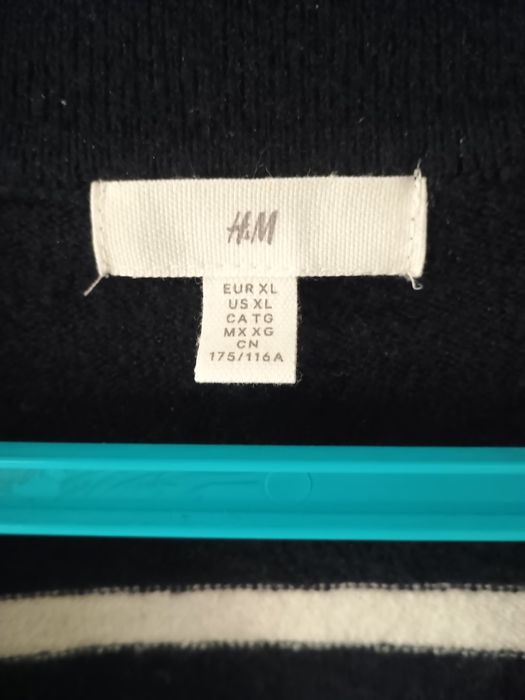 H&M
EUR XL
US XL
CA TG
MX XG
CN
175/116A